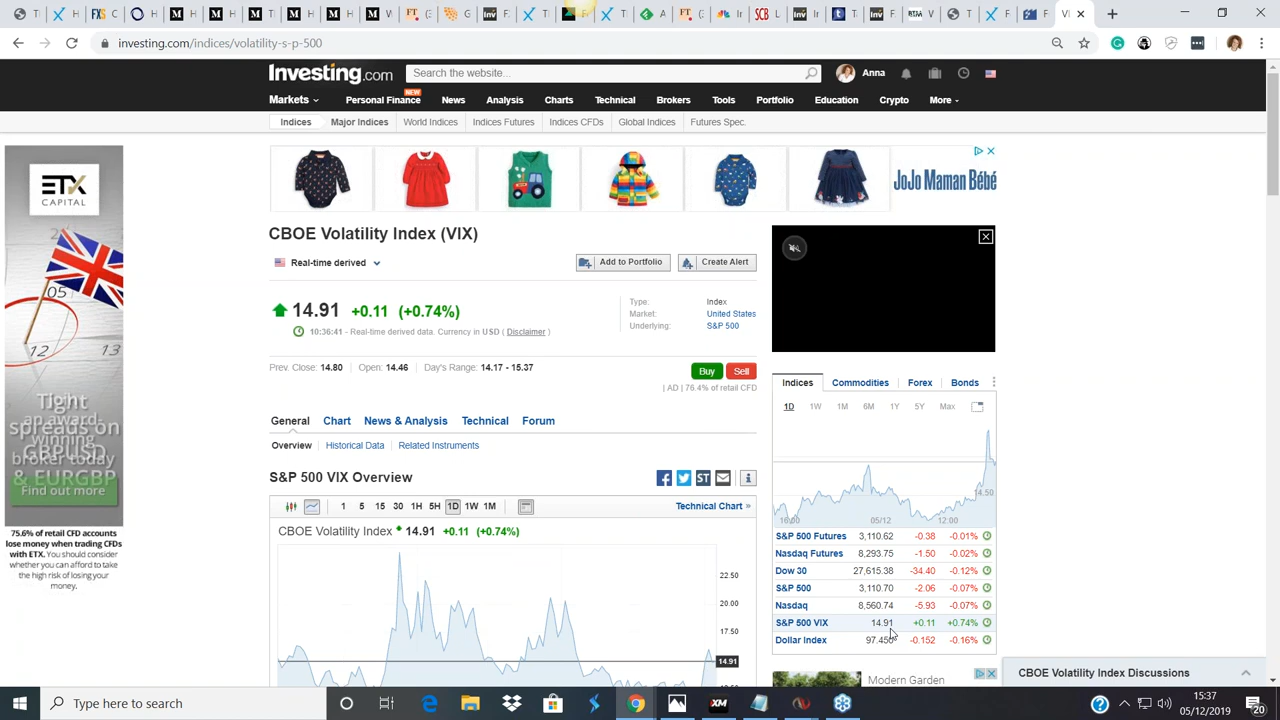 investing.com/indices/volatility-s-p-500
Investing.com
Search the website...
Anna
Markets
Personal Finance
NEW
News
Analysis
Charts
Technical
Brokers
Tools
Portfolio
Education
Crypto
More
Indices
Major Indices
World Indices
Indices Futures
Indices CFDs
Global Indices
Futures Spec.
ETX
CAPITAL
05
12
13
Find out more
75.6% of retail CFD accounts
lose money when trading CFDs
with ETX. You should consider
whether you can afford to take
the high risk of losing your
money.
JoJo Maman Bébé
CBOE Volatility Index (VIX)
Real-time derived
Add to Portfolio
Create Alert
14.91 +0.11 (+0.74%)
10:36:41 - Real-time derived data. Currency in USD ( Disclaimer )
Type: Index
Market: United States
Underlying: S&P 500
Prev. Close: 14.80 Open: 14.46 Day's Range: 14.17 - 15.37
Buy
Sell
| AD | 76.4% of retail CFD
General Chart News & Analysis Technical Forum
Overview Historical Data Related Instruments
S&P 500 VIX Overview
1 5 15 30 1H 5H 1D 1W 1M
Technical Chart »
CBOE Volatility Index 14.91 +0.11 (+0.74%)
22.50
20.00
17.50
14.91
Indices Commodities Forex Bonds
1D 1W 1M 6M 1Y 5Y Max
14.50
16:00 05/12 12:00
S&P 500 Futures 3,110.62 -0.38 -0.01%
Nasdaq Futures 8,293.75 -1.50 -0.02%
Dow 30 27,615.38 -34.40 -0.12%
S&P 500 3,110.70 -2.06 -0.07%
Nasdaq 8,560.74 -5.93 -0.07%
S&P 500 VIX 14.91 +0.11 +0.74%
Dollar Index 97.450 -0.152 -0.16%
Modern Garden
CBOE Volatility Index Discussions
Type here to search
XM
15:37
05/12/2019
20